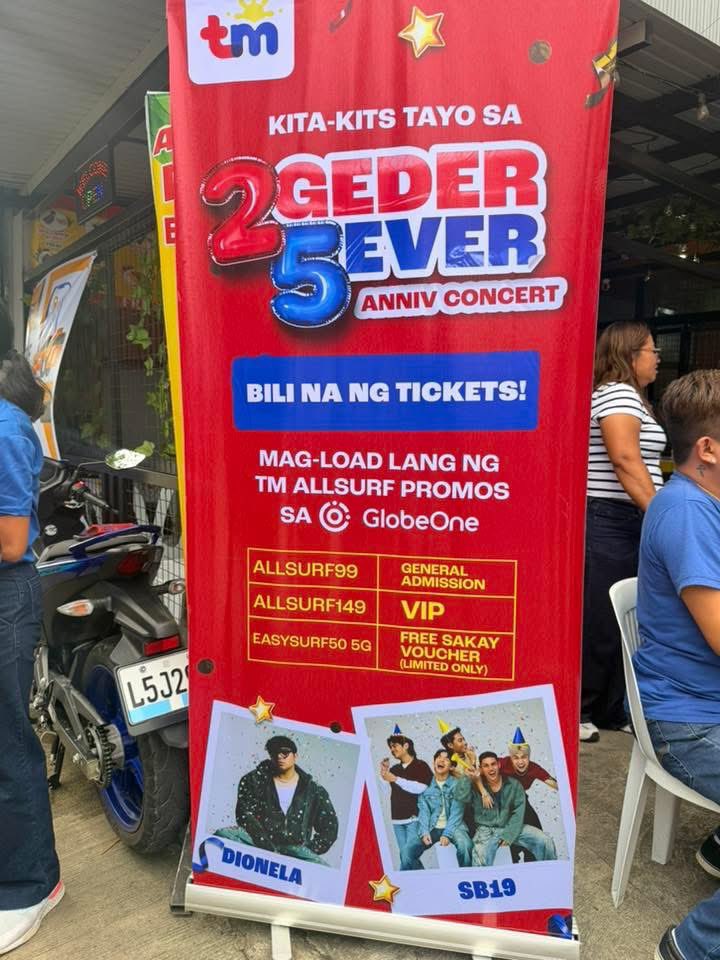 tm
KITA-KITS TAYO SA
2GEDER
5EVER
ANNIV CONCERT
BILI NA NG TICKETS!
MAG-LOAD LANG NG
TM ALLSURF PROMOS
SA GlobeOne
ALLSURF99 GENERAL ADMISSION
ALLSURF149 VIP
EASYSURF50 5G FREE SAKAY VOUCHER (LIMITED ONLY)
DIONELA
SB19